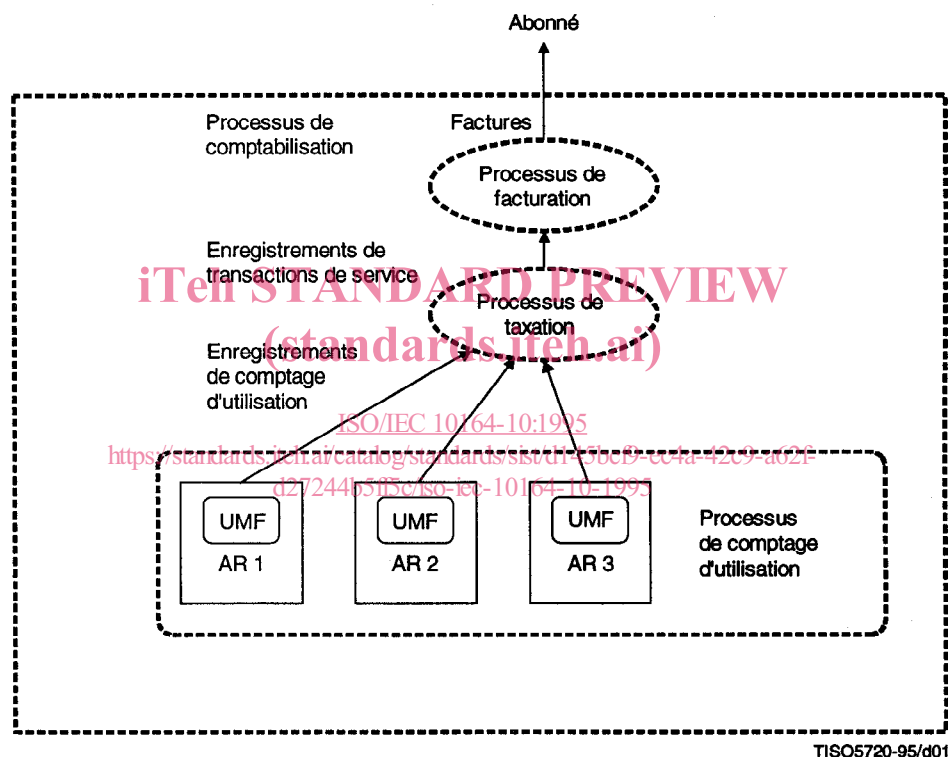 Abonné
Processus de
comptabilisation
Factures
Processus de
facturation
Enregistrements de
transactions de service
iTeh STANDARD PREVIEW
Processus de
taxation
(standards.iteh.ai)
Enregistrements
de comptage
d'utilisation
ISO/IEC 10164-10:1995
https://standards.iteh.ai/catalog/standards/sist/d145bcf9-ec4a-42c9-a62f-
d27244b5ff5c/iso-iec-10164-10-1995
UMF
AR 1
UMF
AR 2
UMF
AR 3
Processus
de comptage
d'utilisation
TISO5720-95/d01